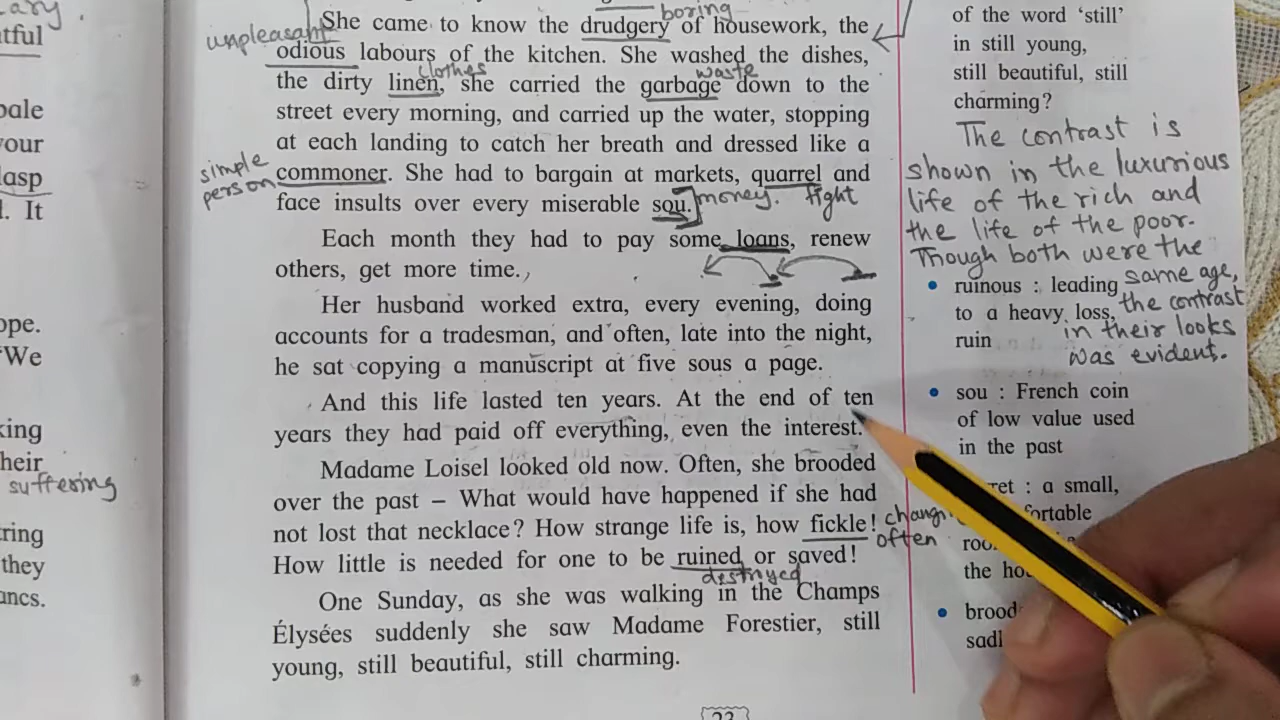 ary.
tful
pale
your
lasp
d. It
ope.
"We
king
heir
suffering
tring
they
ancs.
boring
She came to know the drudgery of housework, the
unpleasant
odious labours of the kitchen. She washed the dishes,
clothes
waste
the dirty linen, she carried the garbage down to the
street every morning, and carried up the water, stopping
at each landing to catch her breath and dressed like a
simple
person
commoner. She had to bargain at markets, quarrel and
face insults over every miserable sou.
money.
fight
Each month they had to pay some loans, renew
others, get more time.
Her husband worked extra, every evening, doing
accounts for a tradesman, and often, late into the night,
he sat copying a manuscript at five sous a page.
And this life lasted ten years. At the end of ten
years they had paid off everything, even the interest.
Madame Loisel looked old now. Often, she brooded
over the past – What would have happened if she had
not lost that necklace? How strange life is, how fickle!
often
How little is needed for one to be ruined or saved!
destroyed
One Sunday, as she was walking in the Champs
Élysées suddenly she saw Madame Forestier, still
young, still beautiful, still charming.
23
of the word ‘still’
in still young,
still beautiful, still
charming?
The contrast is
shown in the luxurious
life of the rich and
the life of the poor.
Though both were the
same age,
the contrast
in their looks
was evident.
• ruinous : leading
to a heavy loss,
ruin
• sou : French coin
of low value used
in the past
ret : a small,
fortable
roo
the ho
• brood
sadl